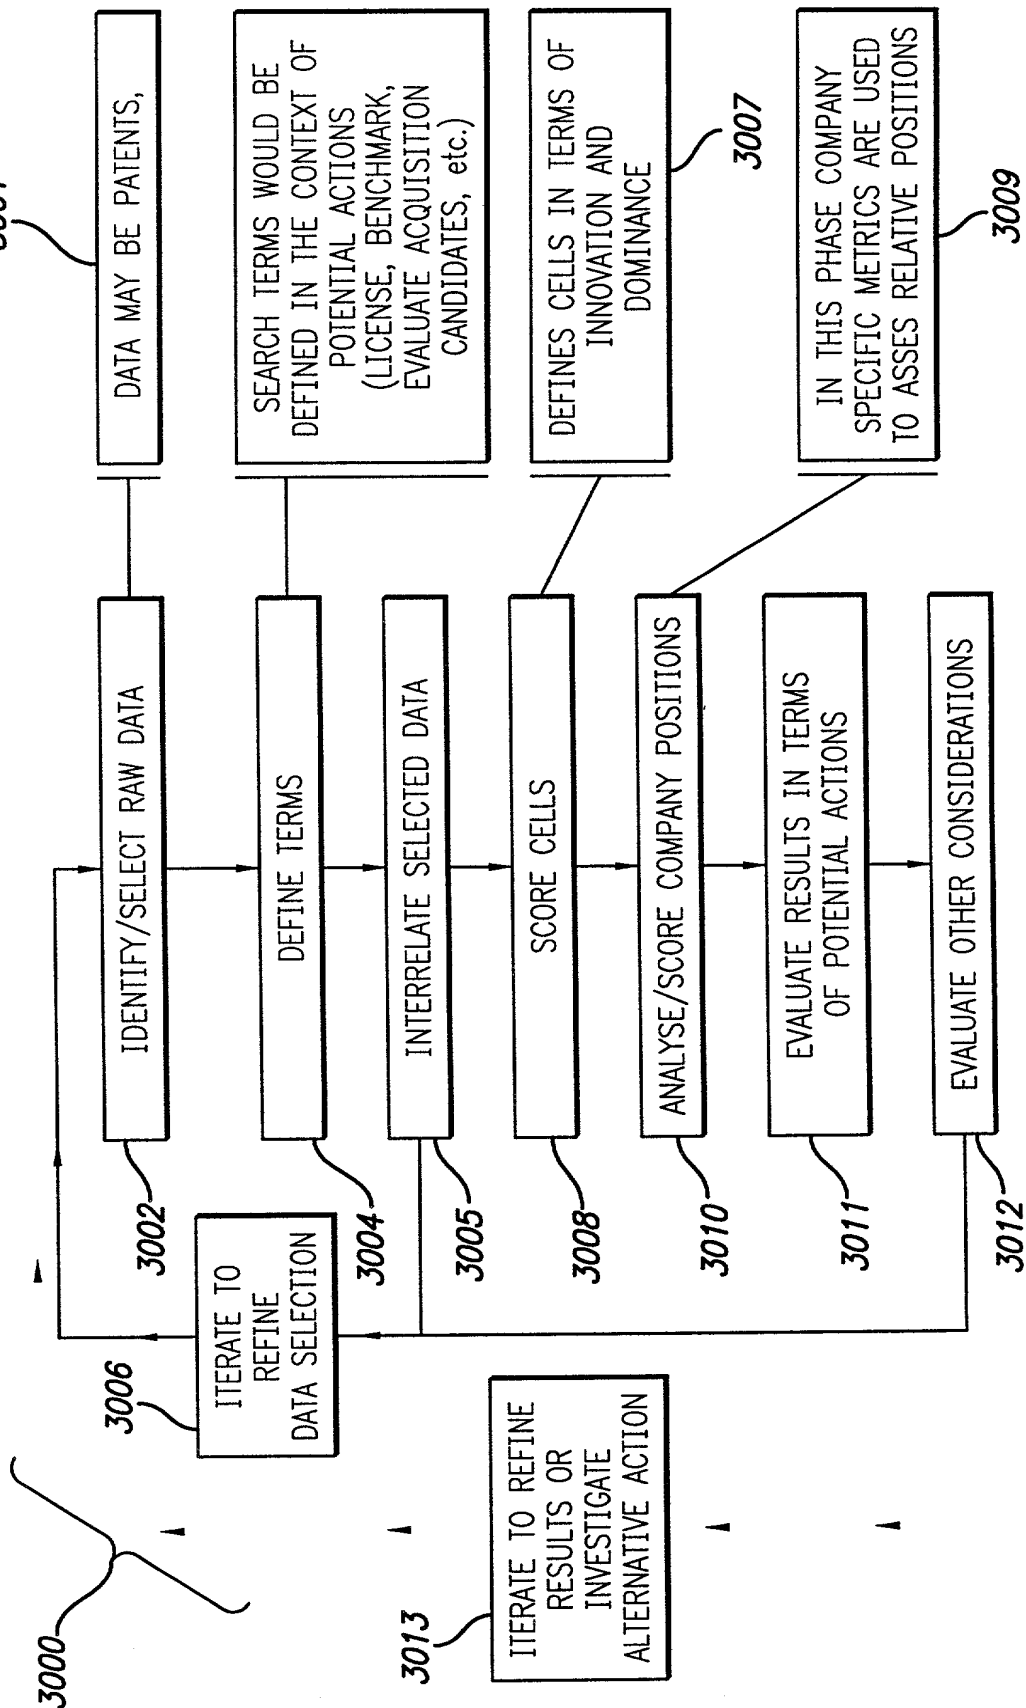 3000
3013
ITERATE TO REFINE
RESULTS OR
INVESTIGATE
ALTERNATIVE ACTION
3006
ITERATE TO
REFINE
DATA SELECTION
3002
IDENTIFY/SELECT RAW DATA
DATA MAY BE PATENTS,
3004
DEFINE TERMS
SEARCH TERMS WOULD BE
DEFINED IN THE CONTEXT OF
POTENTIAL ACTIONS
(LICENSE, BENCHMARK,
EVALUATE ACQUISITION
CANDIDATES, etc.)
3005
INTERRELATE SELECTED DATA
3008
SCORE CELLS
DEFINES CELLS IN TERMS OF
INNOVATION AND
DOMINANCE
3007
3010
ANALYSE/SCORE COMPANY POSITIONS
IN THIS PHASE COMPANY
SPECIFIC METRICS ARE USED
TO ASSES RELATIVE POSITIONS
3009
3011
EVALUATE RESULTS IN TERMS
OF POTENTIAL ACTIONS
3012
EVALUATE OTHER CONSIDERATIONS